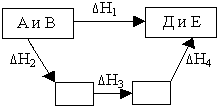 ΔH₁
А и В
Д и Е
ΔH₂
ΔH₃
ΔH₄